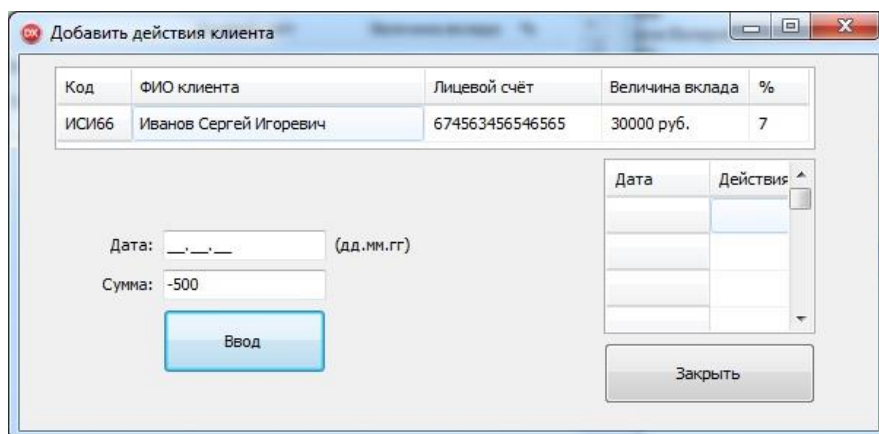 Добавить действия клиента
Код ФИО клиента Лицевой счёт Величина вклада %
ИСИ66 Иванов Сергей Игоревич 674563456546565 30000 руб. 7
Дата Действия
Дата: __.__.__ (дд.мм.гг)
Сумма: -500
Ввод
Закрыть